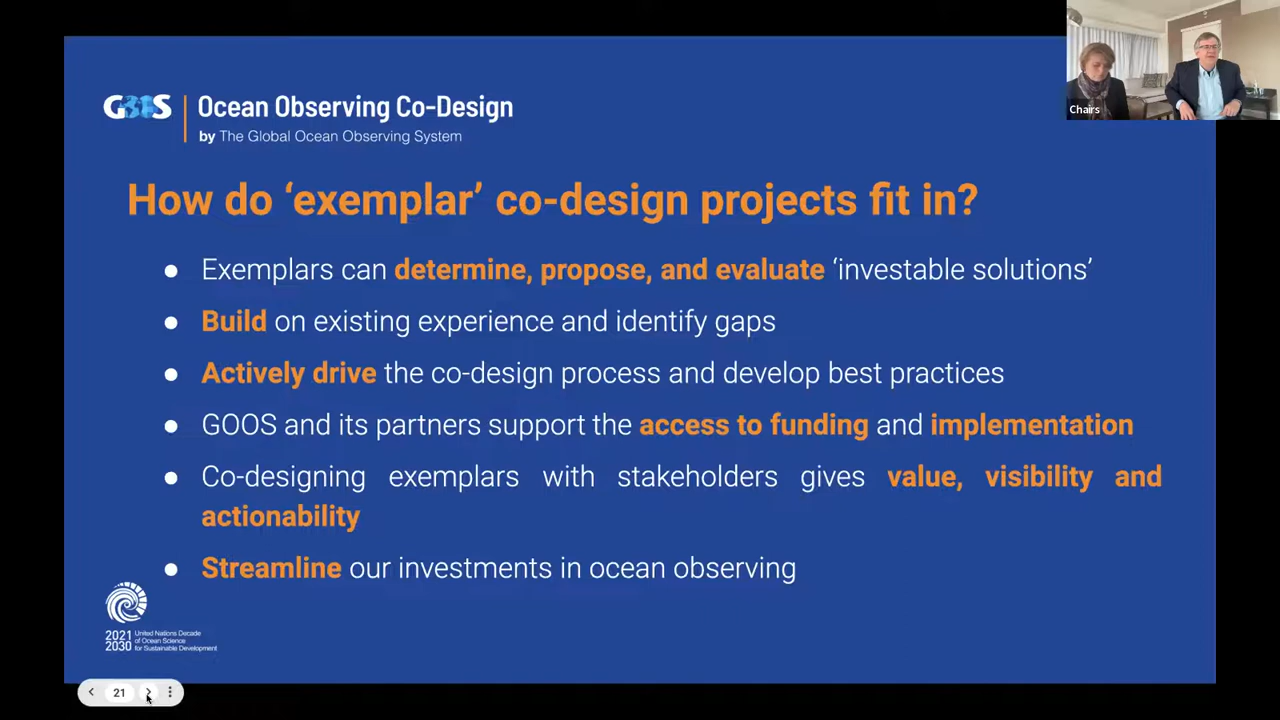 Chairs
GOOS
Ocean Observing Co-Design
by The Global Ocean Observing System
How do ‘exemplar’ co-design projects fit in?
● Exemplars can determine, propose, and evaluate ‘investable solutions’
● Build on existing experience and identify gaps
● Actively drive the co-design process and develop best practices
● GOOS and its partners support the access to funding and implementation
● Co-designing exemplars with stakeholders gives value, visibility and
actionability
● Streamline our investments in ocean observing
2021
2030
United Nations Decade
of Ocean Science
for Sustainable Development
21